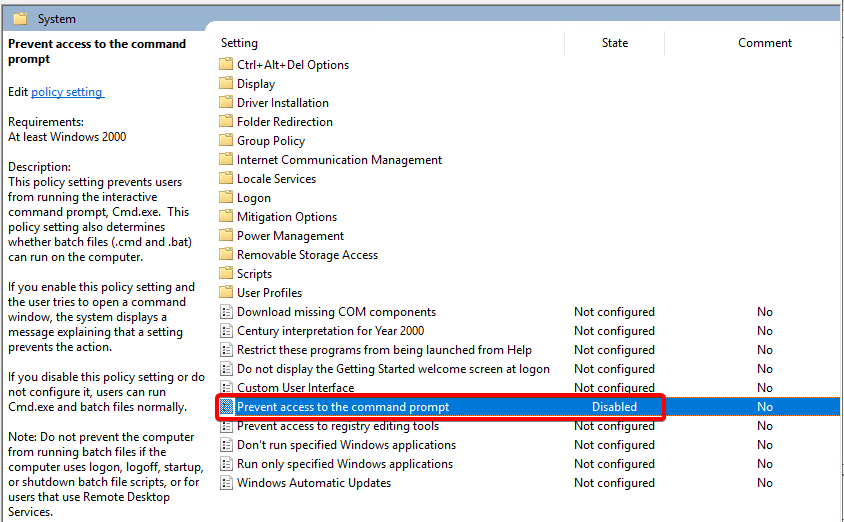 System
Prevent access to the command
prompt
Edit policy setting
Requirements:
At least Windows 2000
Description:
This policy setting prevents users
from running the interactive
command prompt, Cmd.exe.  This
policy setting also determines
whether batch files (.cmd and .bat)
can run on the computer.
If you enable this policy setting and
the user tries to open a command
window, the system displays a
message explaining that a setting
prevents the action.
If you disable this policy setting or do
not configure it, users can run
Cmd.exe and batch files normally.
Note: Do not prevent the computer
from running batch files if the
computer uses logon, logoff, startup,
or shutdown batch file scripts, or for
users that use Remote Desktop
Services.
Setting State Comment
Ctrl+Alt+Del Options
Display
Driver Installation
Folder Redirection
Group Policy
Internet Communication Management
Locale Services
Logon
Mitigation Options
Power Management
Removable Storage Access
Scripts
User Profiles
Download missing COM components Not configured No
Century interpretation for Year 2000 Not configured No
Restrict these programs from being launched from Help Not configured No
Do not display the Getting Started welcome screen at logon Not configured No
Custom User Interface Not configured No
Prevent access to the command prompt Disabled No
Prevent access to registry editing tools Not configured No
Don't run specified Windows applications Not configured No
Run only specified Windows applications Not configured No
Windows Automatic Updates Not configured No